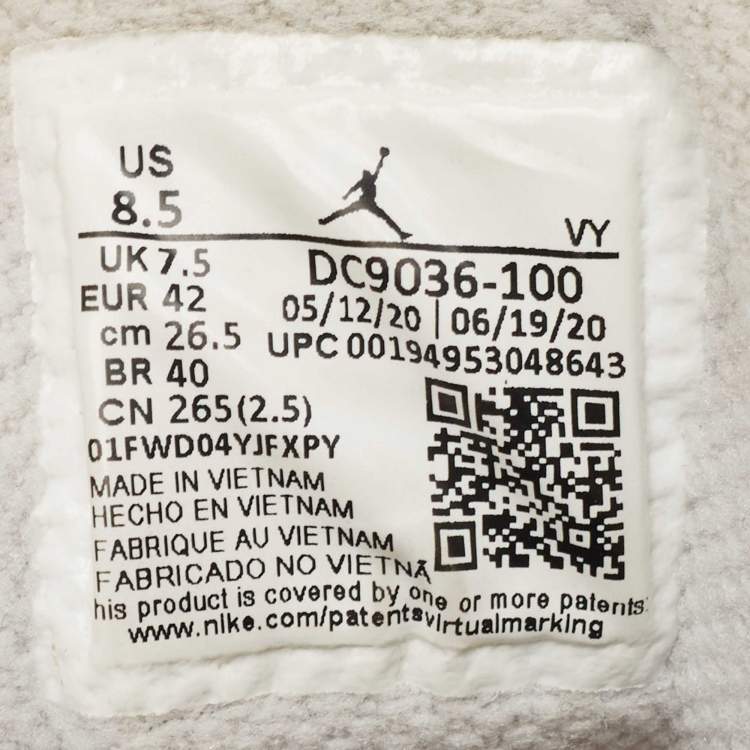 US
8.5
VY
UK 7.5
EUR 42
cm 26.5
BR 40
CN 265(2.5)
DC9036-100
05/12/20 | 06/19/20
UPC 00194953048643
01FWD04YJFXPY
MADE IN VIETNAM
HECHO EN VIETNAM
FABRIQUE AU VIETNAM
FABRICADO NO VIETNÃ
his product is covered by one or more patents.
www.nike.com/patentsvirtualmarking